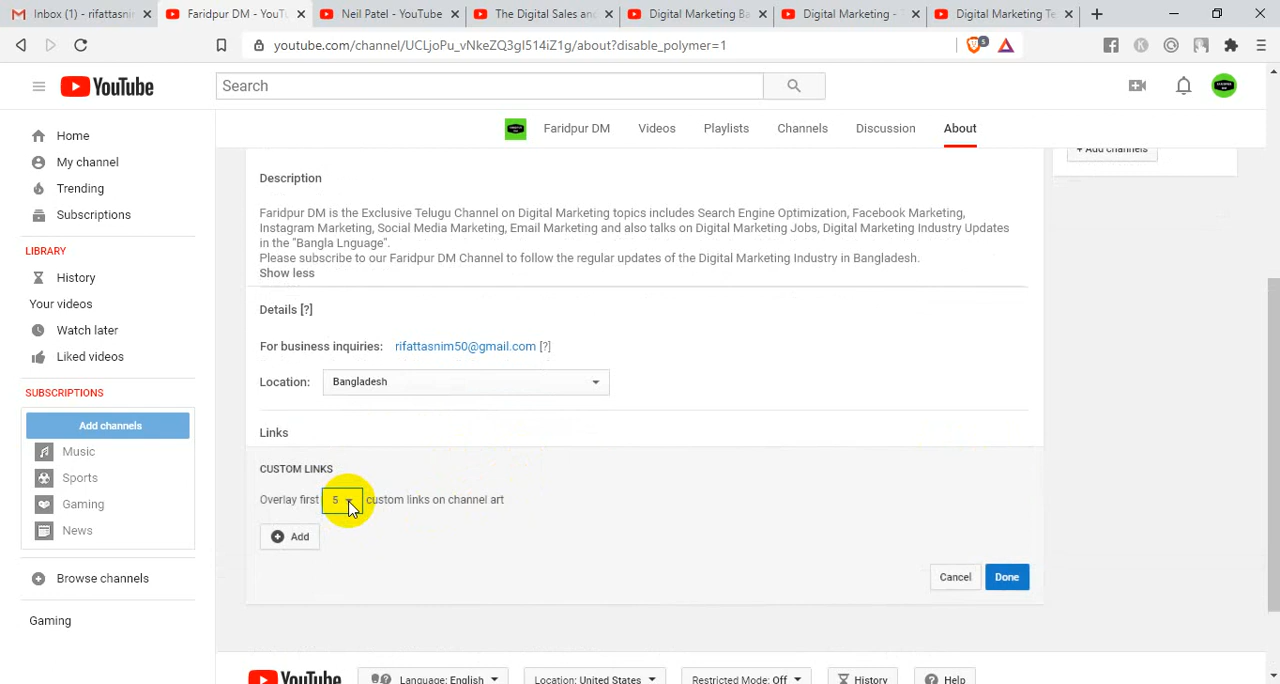 Inbox (1) - rifattasnim
Faridpur DM - YouTu
Neil Patel - YouTube
The Digital Sales and
Digital Marketing Ba
Digital Marketing -
Digital Marketing Te
youtube.com/channel/UCLjoPu_vNkeZQ3gI514iZ1g/about?disable_polymer=1
5
YouTube
Search
Home
My channel
Trending
Subscriptions
LIBRARY
History
Your videos
Watch later
Liked videos
SUBSCRIPTIONS
Add channels
Music
Sports
Gaming
News
Browse channels
Gaming
Faridpur DM
Videos
Playlists
Channels
Discussion
About
+ Add channels
Description
Faridpur DM is the Exclusive Telugu Channel on Digital Marketing topics includes Search Engine Optimization, Facebook Marketing,
Instagram Marketing, Social Media Marketing, Email Marketing and also talks on Digital Marketing Jobs, Digital Marketing Industry Updates
in the "Bangla Lnguage".
Please subscribe to our Faridpur DM Channel to follow the regular updates of the Digital Marketing Industry in Bangladesh.
Show less
Details [?]
For business inquiries: rifattasnim50@gmail.com [?]
Location: Bangladesh
Links
CUSTOM LINKS
Overlay first 5 custom links on channel art
Add
Cancel
Done
YouTube
Language: English
Location: United States
Restricted Mode: Off
History
Help